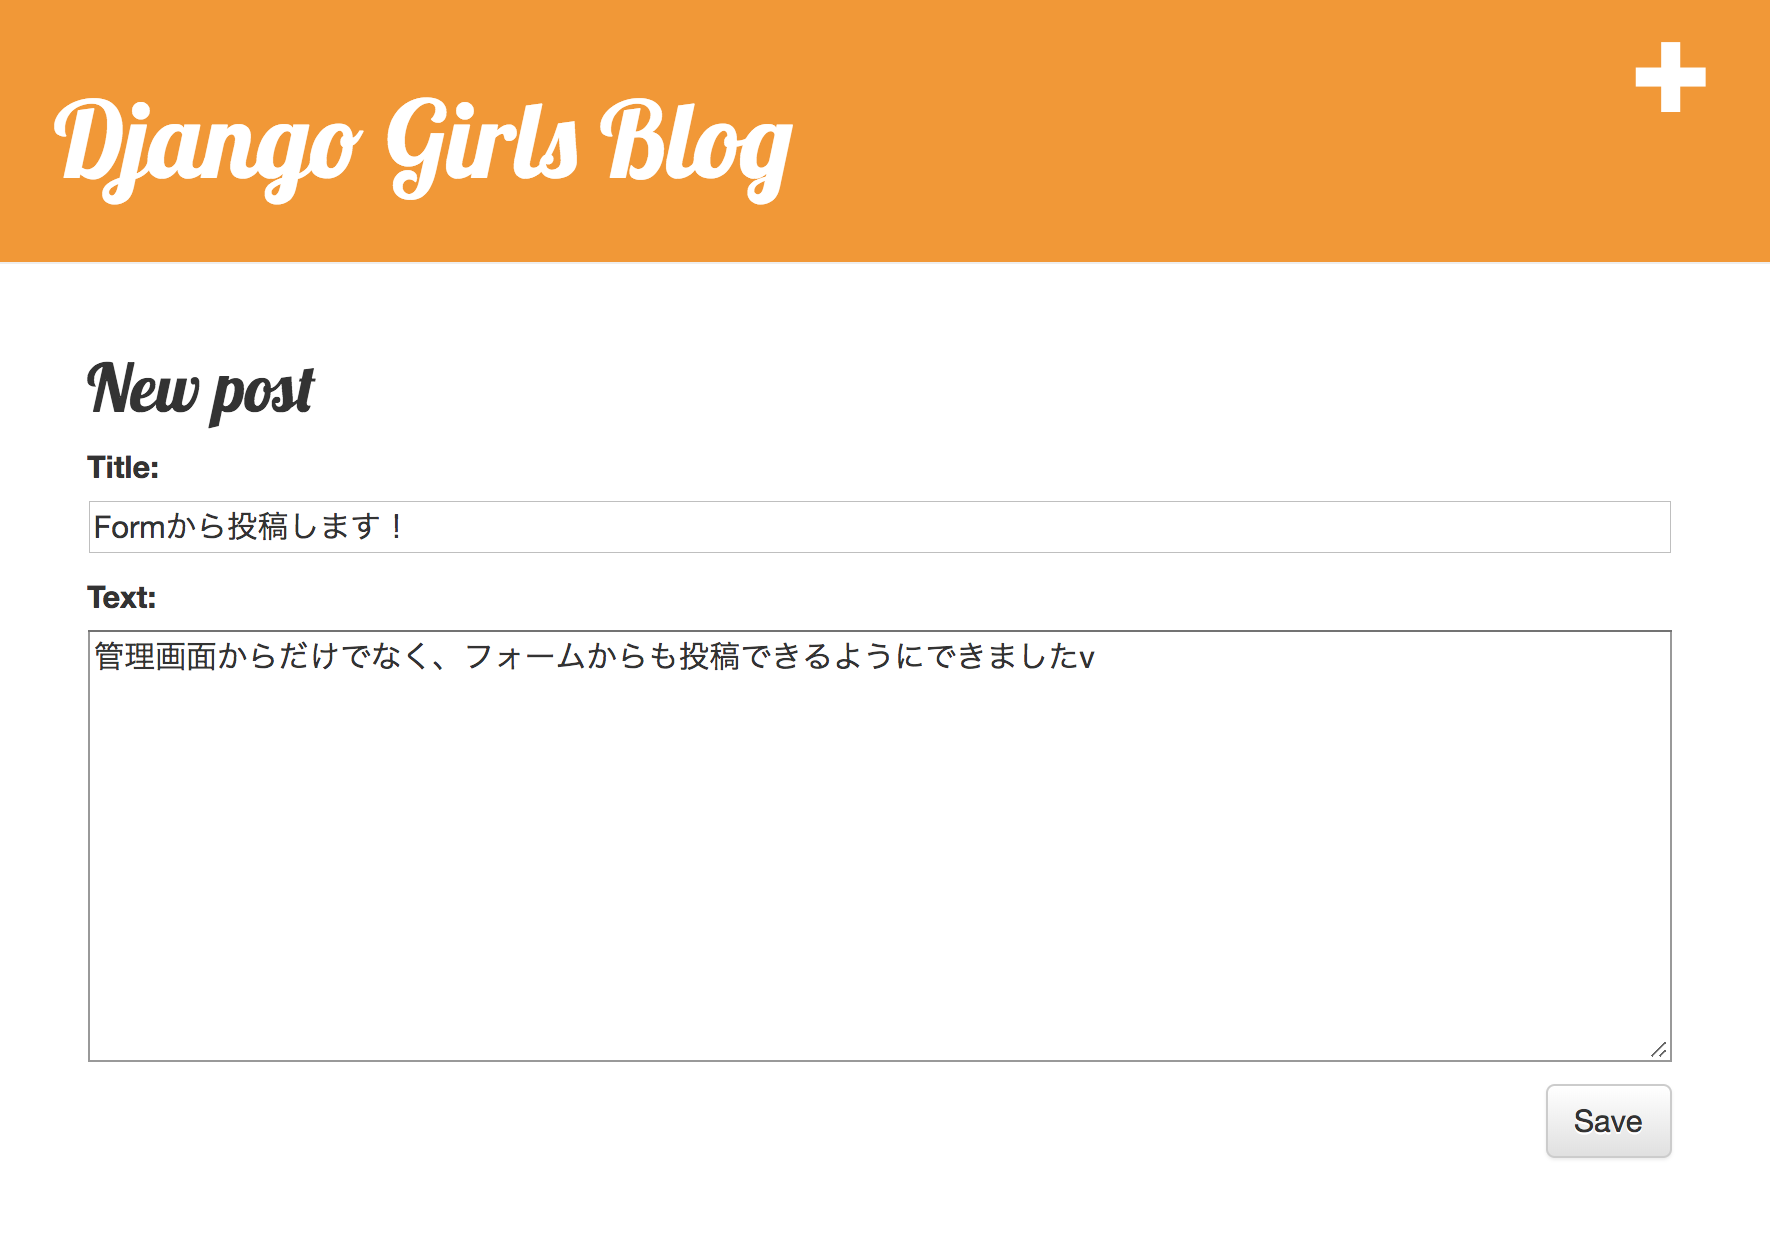 Django Girls Blog
New post
Title:
Formから投稿します！
Text:
管理画面からだけでなく、フォームからも投稿できるようにできましたv
Save